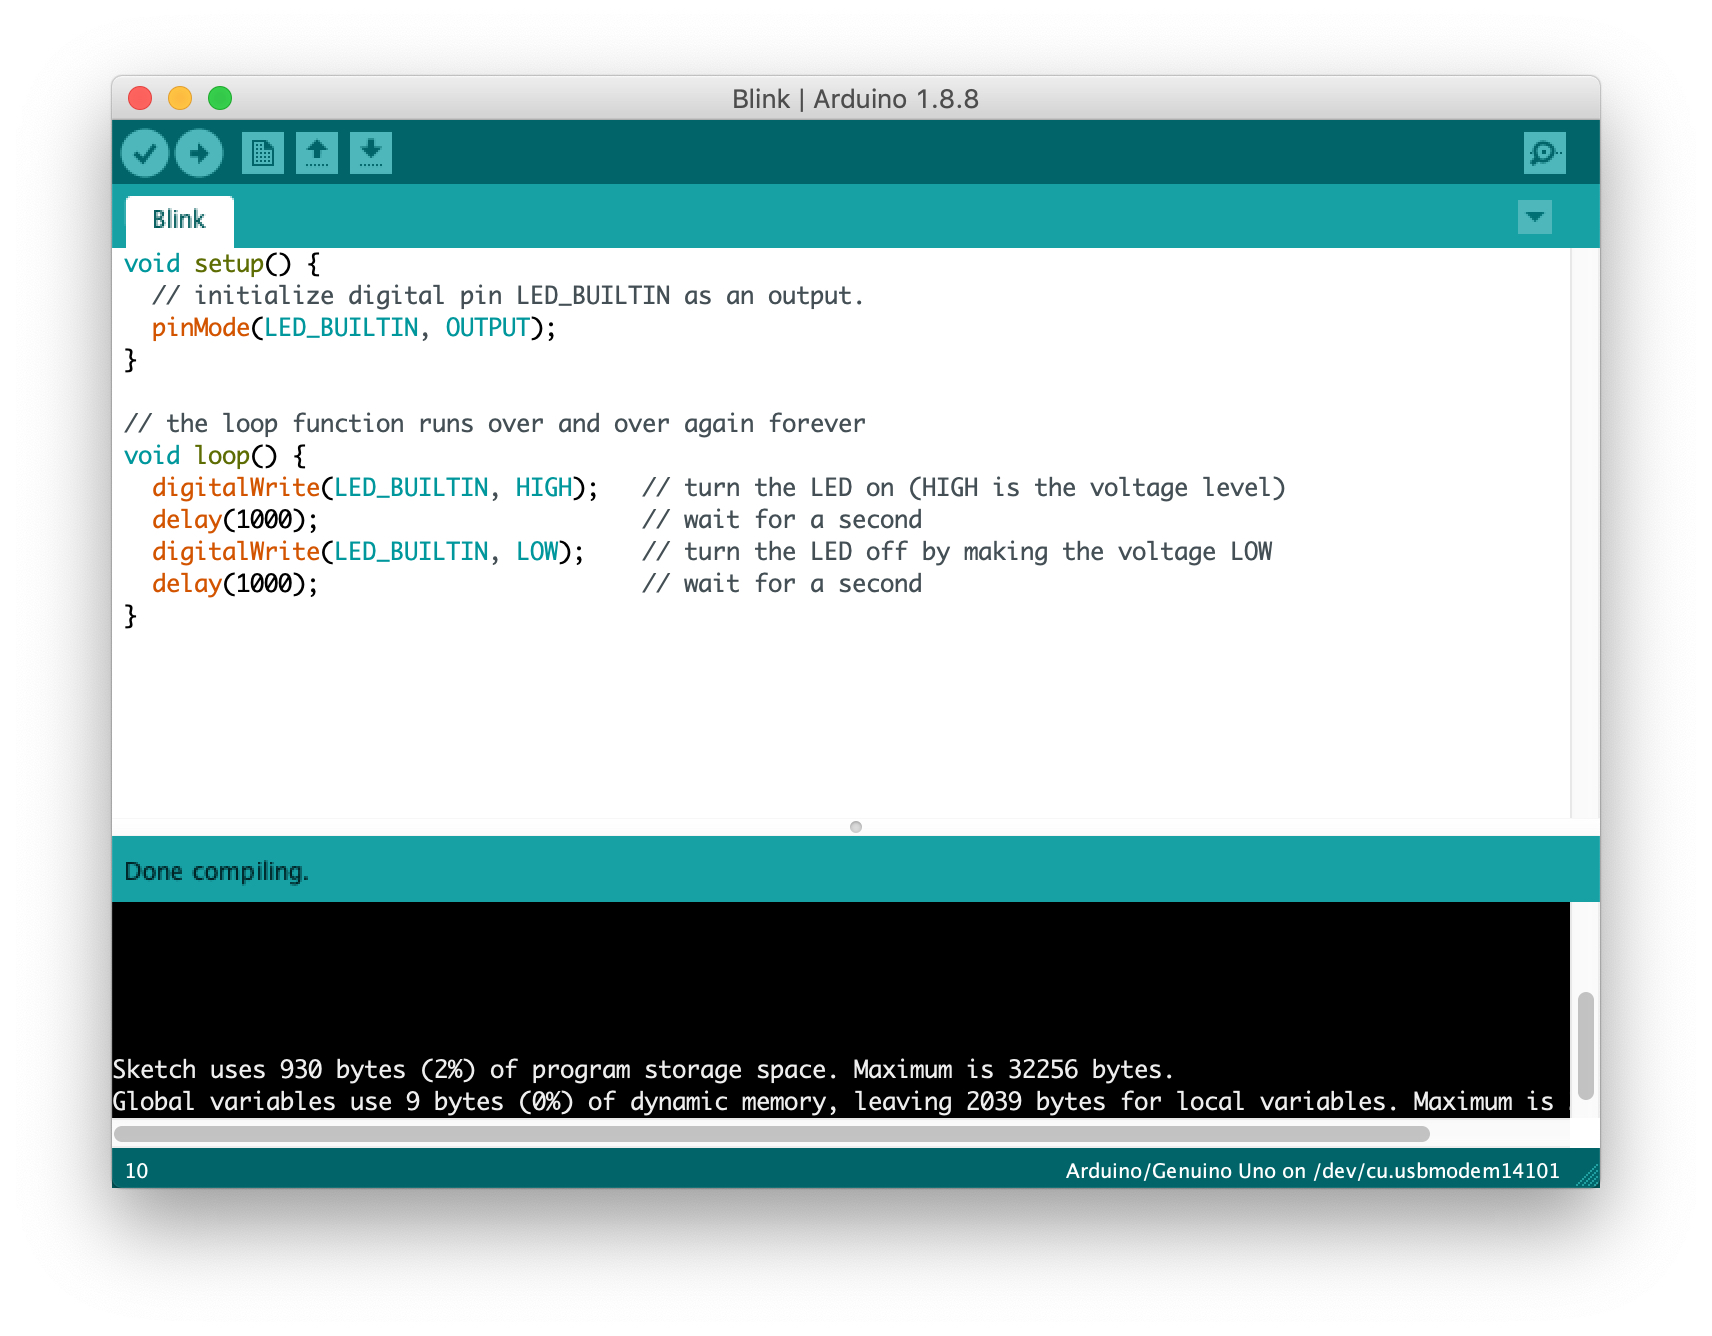 Blink | Arduino 1.8.8
Blink
void setup() {
  // initialize digital pin LED_BUILTIN as an output.
  pinMode(LED_BUILTIN, OUTPUT);
}

// the loop function runs over and over again forever
void loop() {
  digitalWrite(LED_BUILTIN, HIGH);   // turn the LED on (HIGH is the voltage level)
  delay(1000);                       // wait for a second
  digitalWrite(LED_BUILTIN, LOW);    // turn the LED off by making the voltage LOW
  delay(1000);                       // wait for a second
}
Done compiling.
Sketch uses 930 bytes (2%) of program storage space. Maximum is 32256 bytes.
Global variables use 9 bytes (0%) of dynamic memory, leaving 2039 bytes for local variables. Maximum is
10
Arduino/Genuino Uno on /dev/cu.usbmodem14101